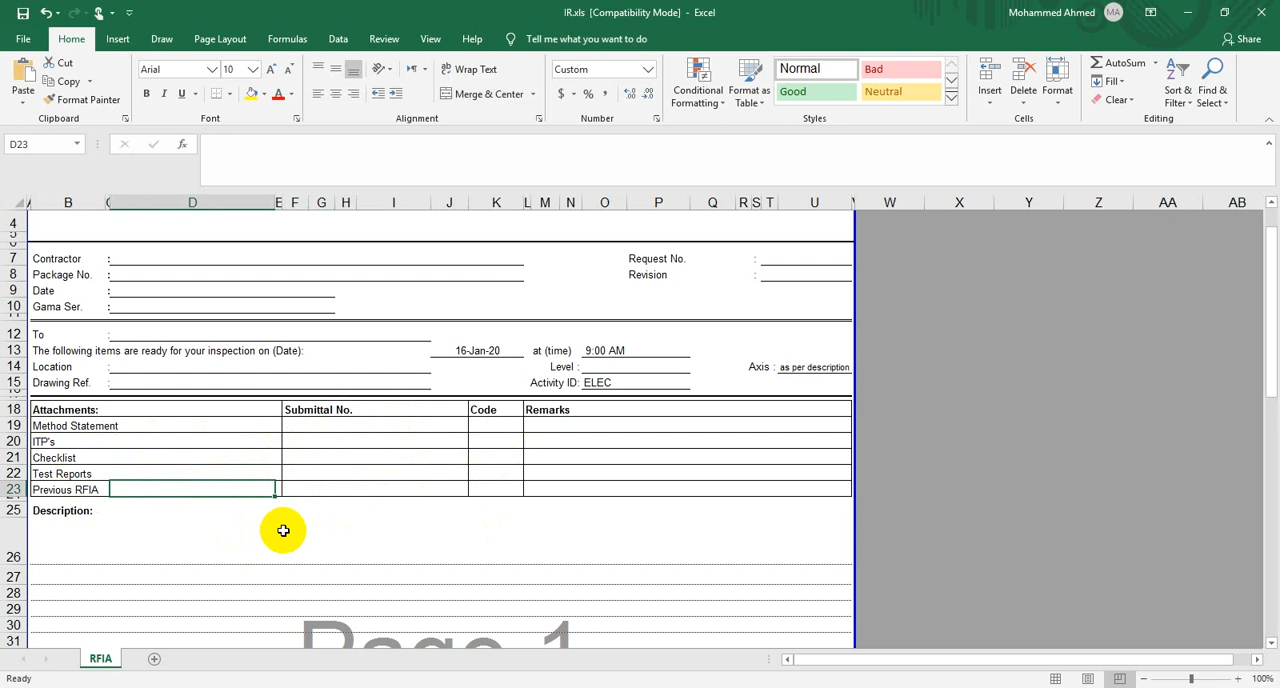 IR.xls [Compatibility Mode] - Excel
Mohammed Ahmed MA
File Home Insert Draw Page Layout Formulas Data Review View Help Tell me what you want to do Share
Paste Cut Copy Format Painter Clipboard
Arial 10 B I U Font
Wrap Text Merge & Center Alignment
Custom $ % , Number
Conditional Formatting Format as Table Normal Bad Good Neutral Styles
Insert Delete Format Cells
AutoSum Fill Clear Sort & Filter Find & Select Editing
D23 fx
B D E F G H I J K L M N O P Q R S T U W X Y Z AA AB
4
5
7 Contractor : Request No. :
8 Package No. : Revision :
9 Date :
10 Gama Ser. :
12 To :
13 The following items are ready for your inspection on (Date): 16-Jan-20 at (time) 9:00 AM
14 Location : Level : Axis : as per description
15 Drawing Ref. : Activity ID: ELEC
18 Attachments: Submittal No. Code Remarks
19 Method Statement
20 ITP's
21 Checklist
22 Test Reports
23 Previous RFIA
25 Description:
26
27
28
29
30
31
Page 1
RFIA
Ready 100%